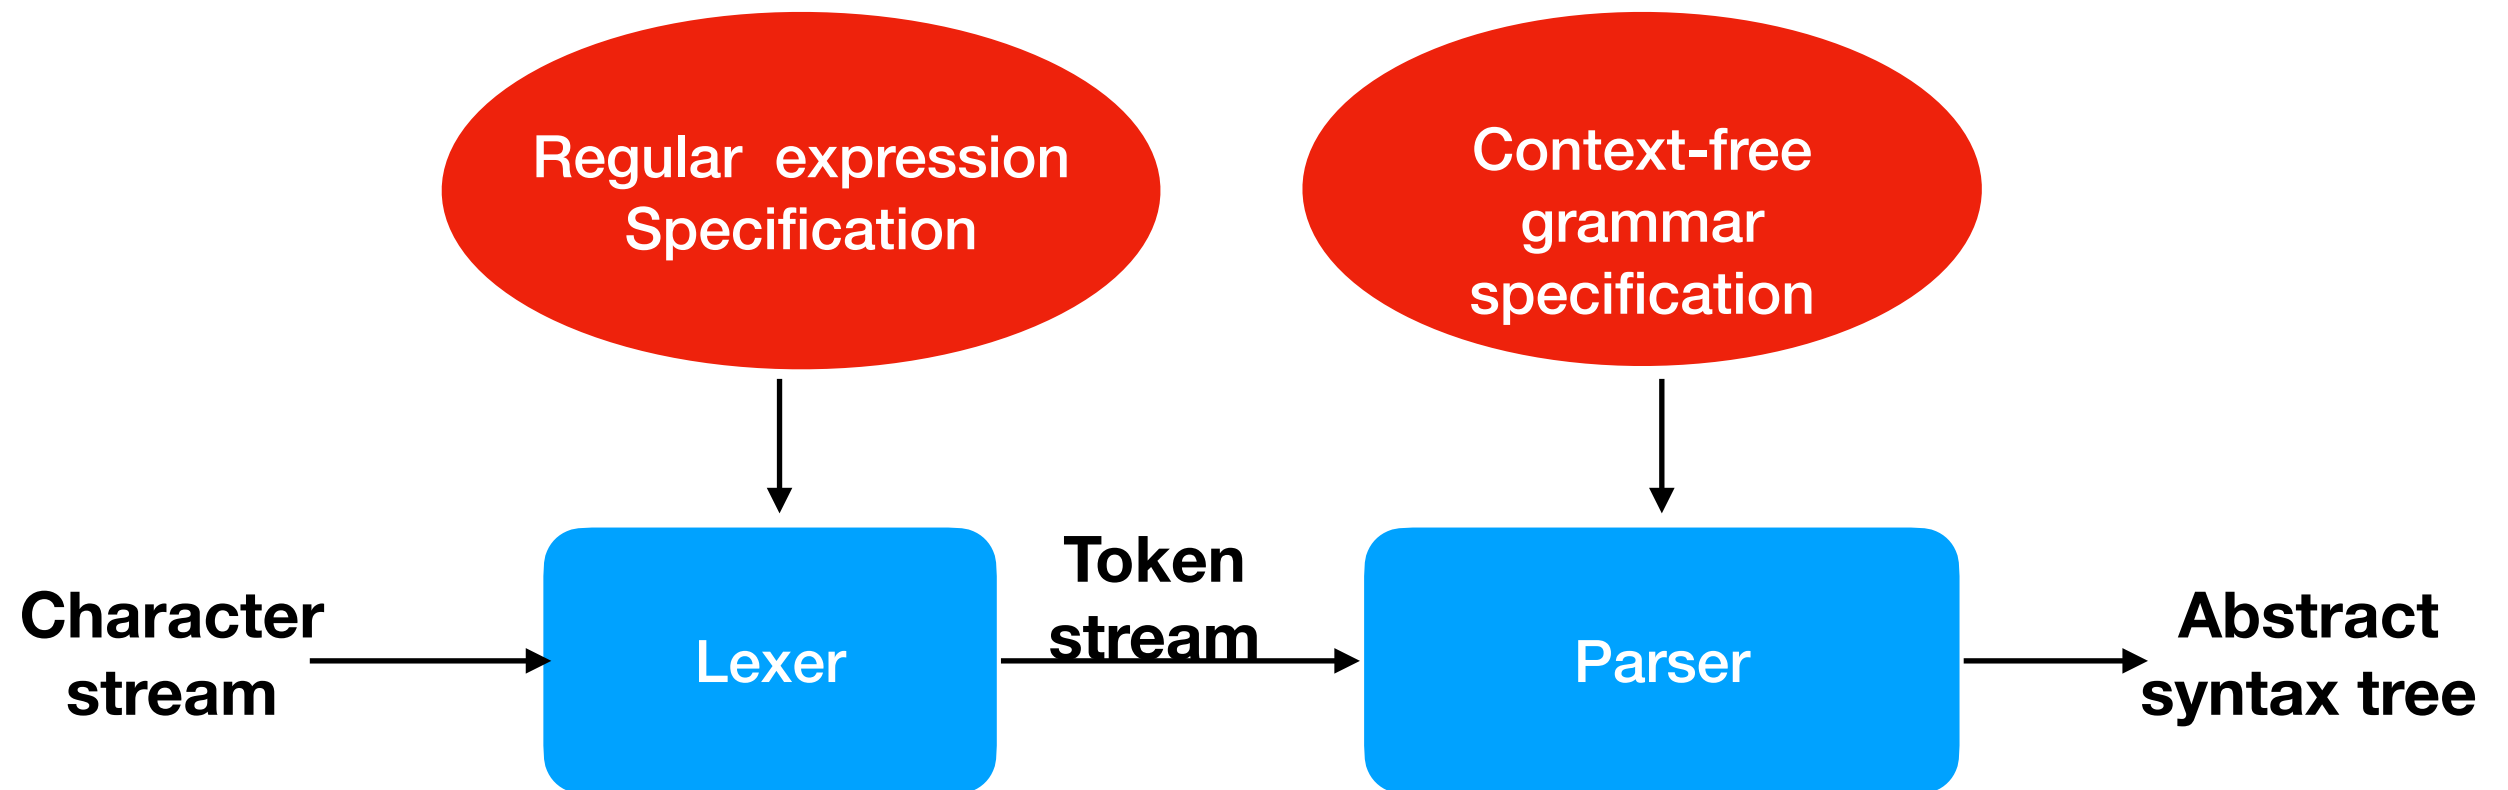 Regular expression
Specification
Context-free
grammar
specification
Character
stream
Lexer
Token
stream
Parser
Abstract
syntax tree